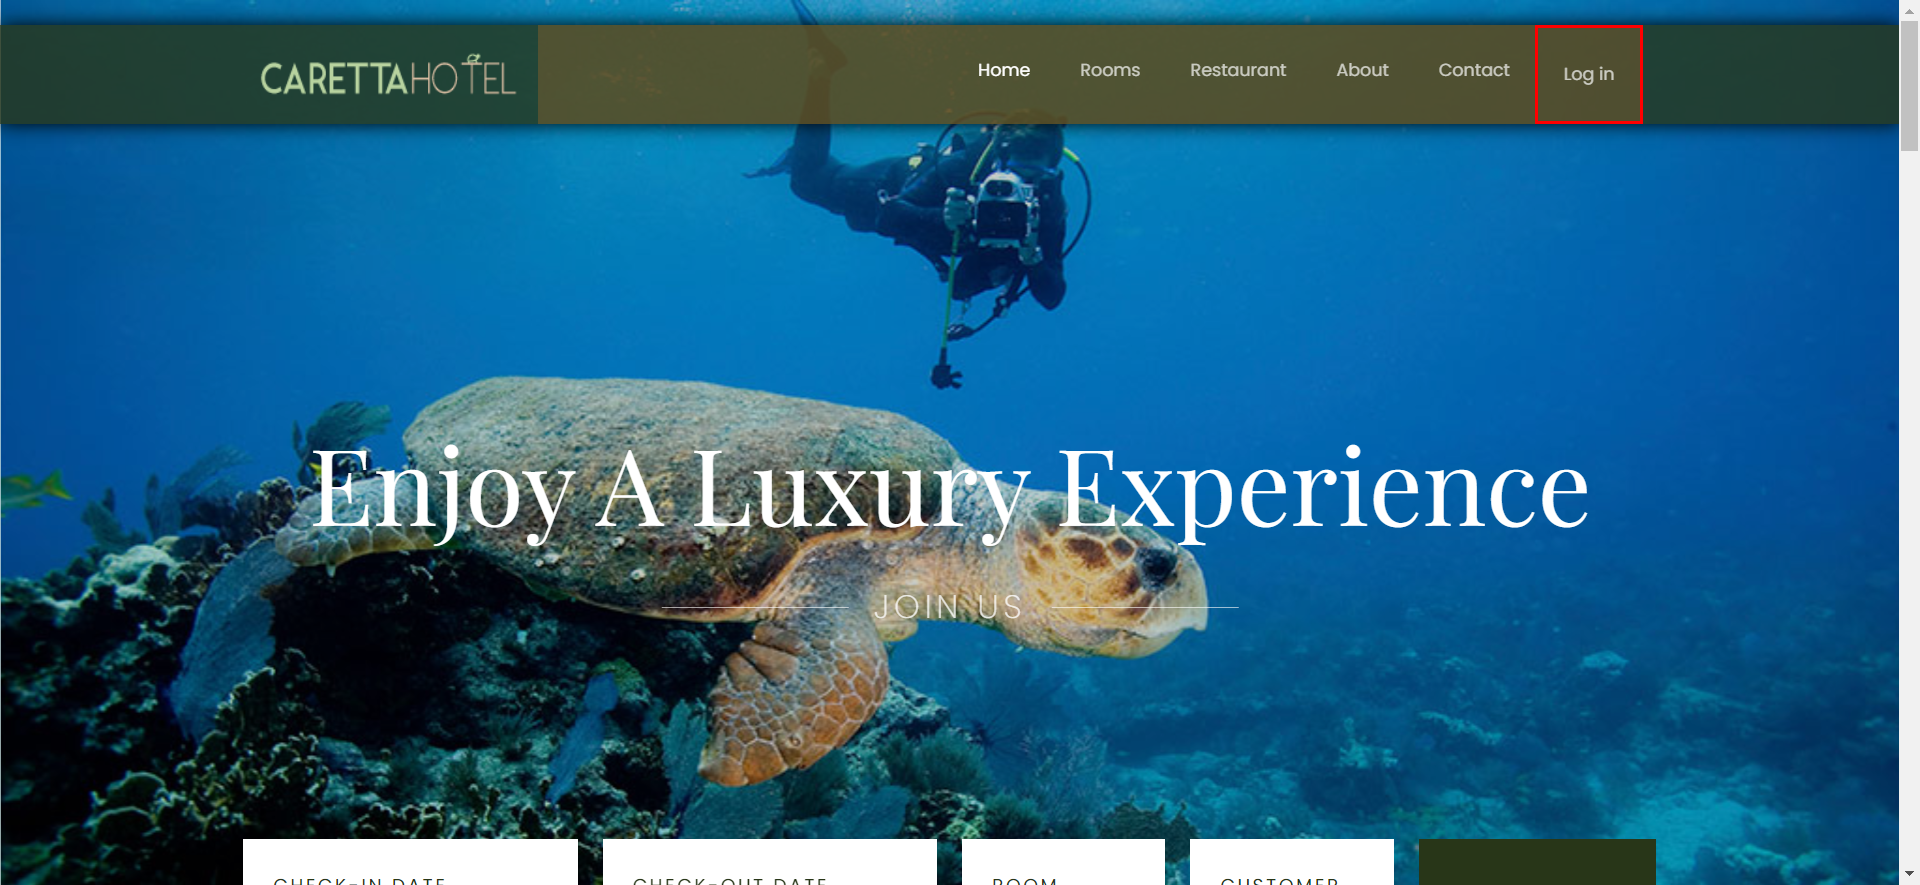 CARETTAHOTEL
Home Rooms Restaurant About Contact Log in
Enjoy A Luxury Experience
JOIN US
CHECK-IN DATE CHECK-OUT DATE ROOM CUSTOMER